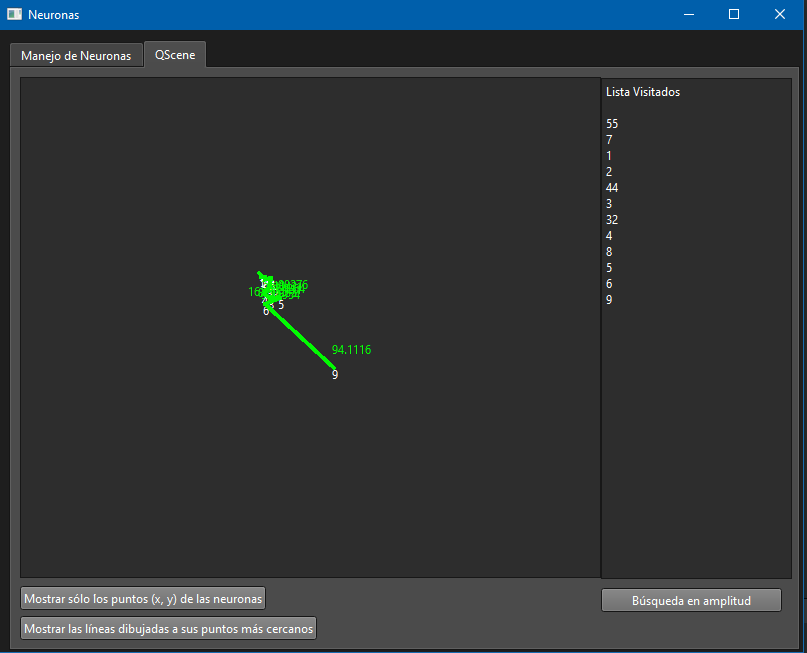 Neuronas
Manejo de Neuronas
QScene
Lista Visitados
55
7
1
2
44
3
32
4
8
5
6
9
5
6
94.1116
9
Mostrar sólo los puntos (x, y) de las neuronas
Búsqueda en amplitud
Mostrar las líneas dibujadas a sus puntos más cercanos